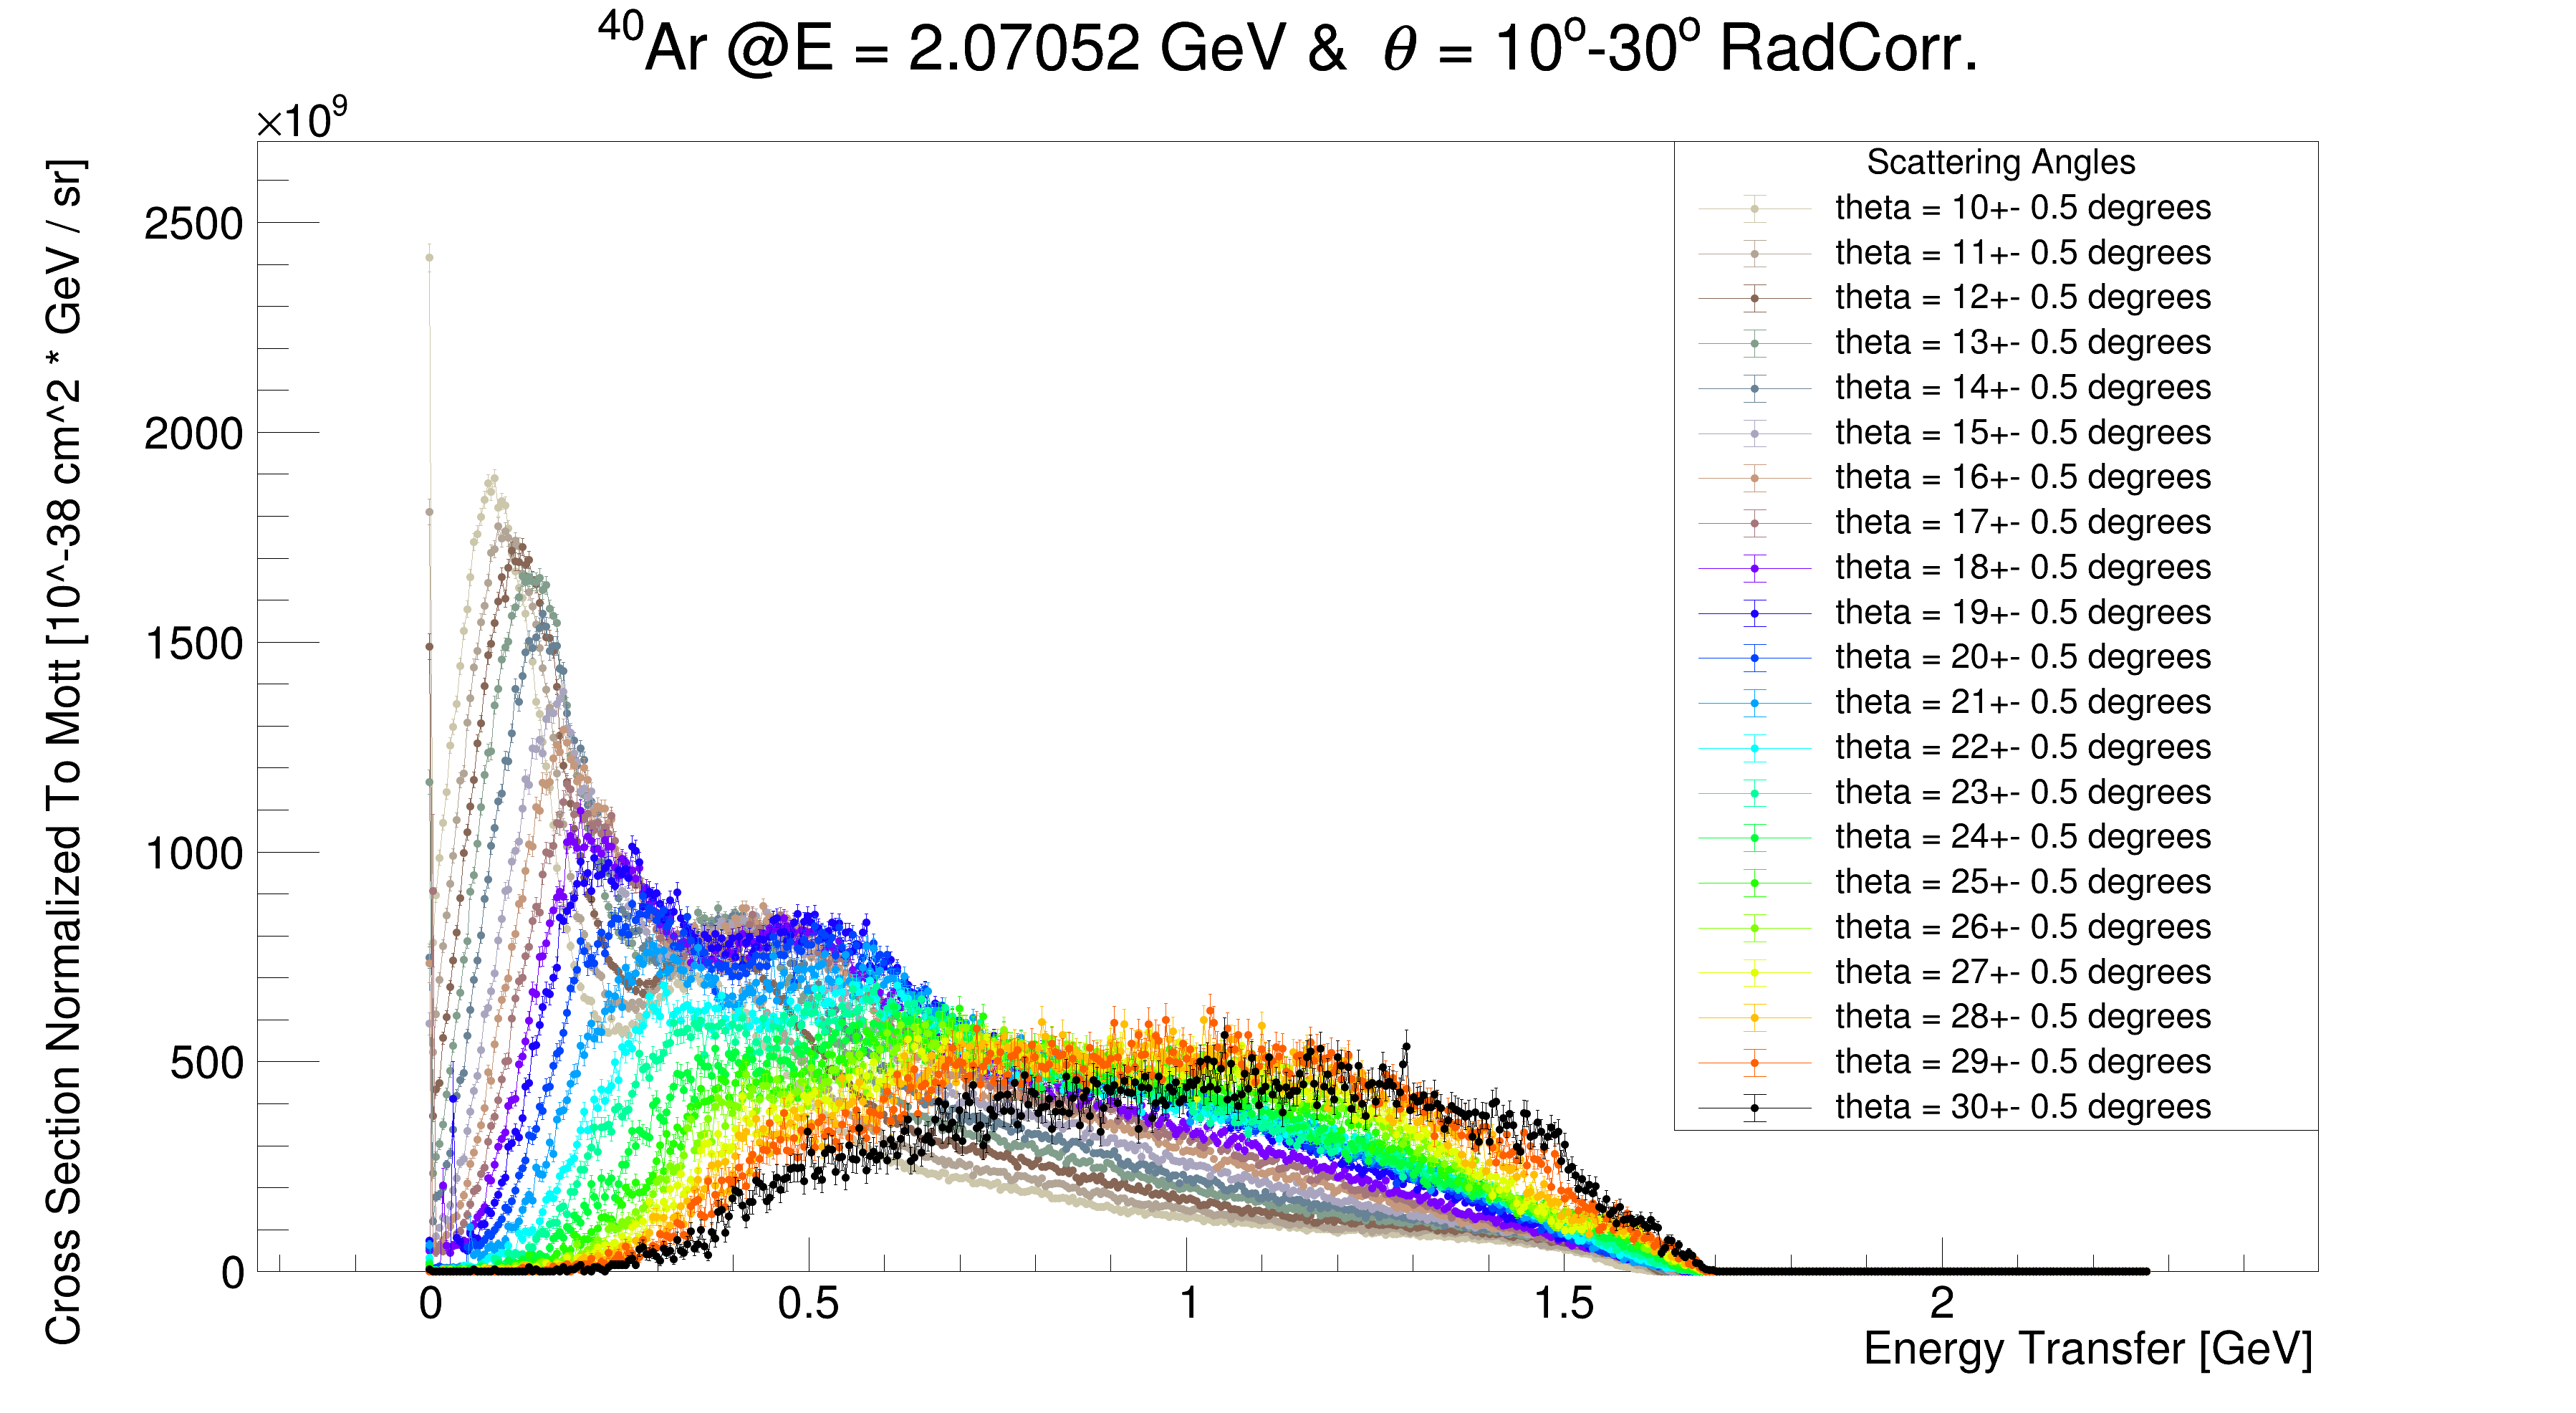 ⁴⁰Ar @E = 2.07052 GeV & θ = 10º-30º RadCorr.
×10⁹
Cross Section Normalized To Mott [10^-38 cm^2 * GeV / sr]
2500
2000
1500
1000
500
0
0 0.5 1 1.5 2
Energy Transfer [GeV]
Scattering Angles
theta = 10+- 0.5 degrees
theta = 11+- 0.5 degrees
theta = 12+- 0.5 degrees
theta = 13+- 0.5 degrees
theta = 14+- 0.5 degrees
theta = 15+- 0.5 degrees
theta = 16+- 0.5 degrees
theta = 17+- 0.5 degrees
theta = 18+- 0.5 degrees
theta = 19+- 0.5 degrees
theta = 20+- 0.5 degrees
theta = 21+- 0.5 degrees
theta = 22+- 0.5 degrees
theta = 23+- 0.5 degrees
theta = 24+- 0.5 degrees
theta = 25+- 0.5 degrees
theta = 26+- 0.5 degrees
theta = 27+- 0.5 degrees
theta = 28+- 0.5 degrees
theta = 29+- 0.5 degrees
theta = 30+- 0.5 degrees